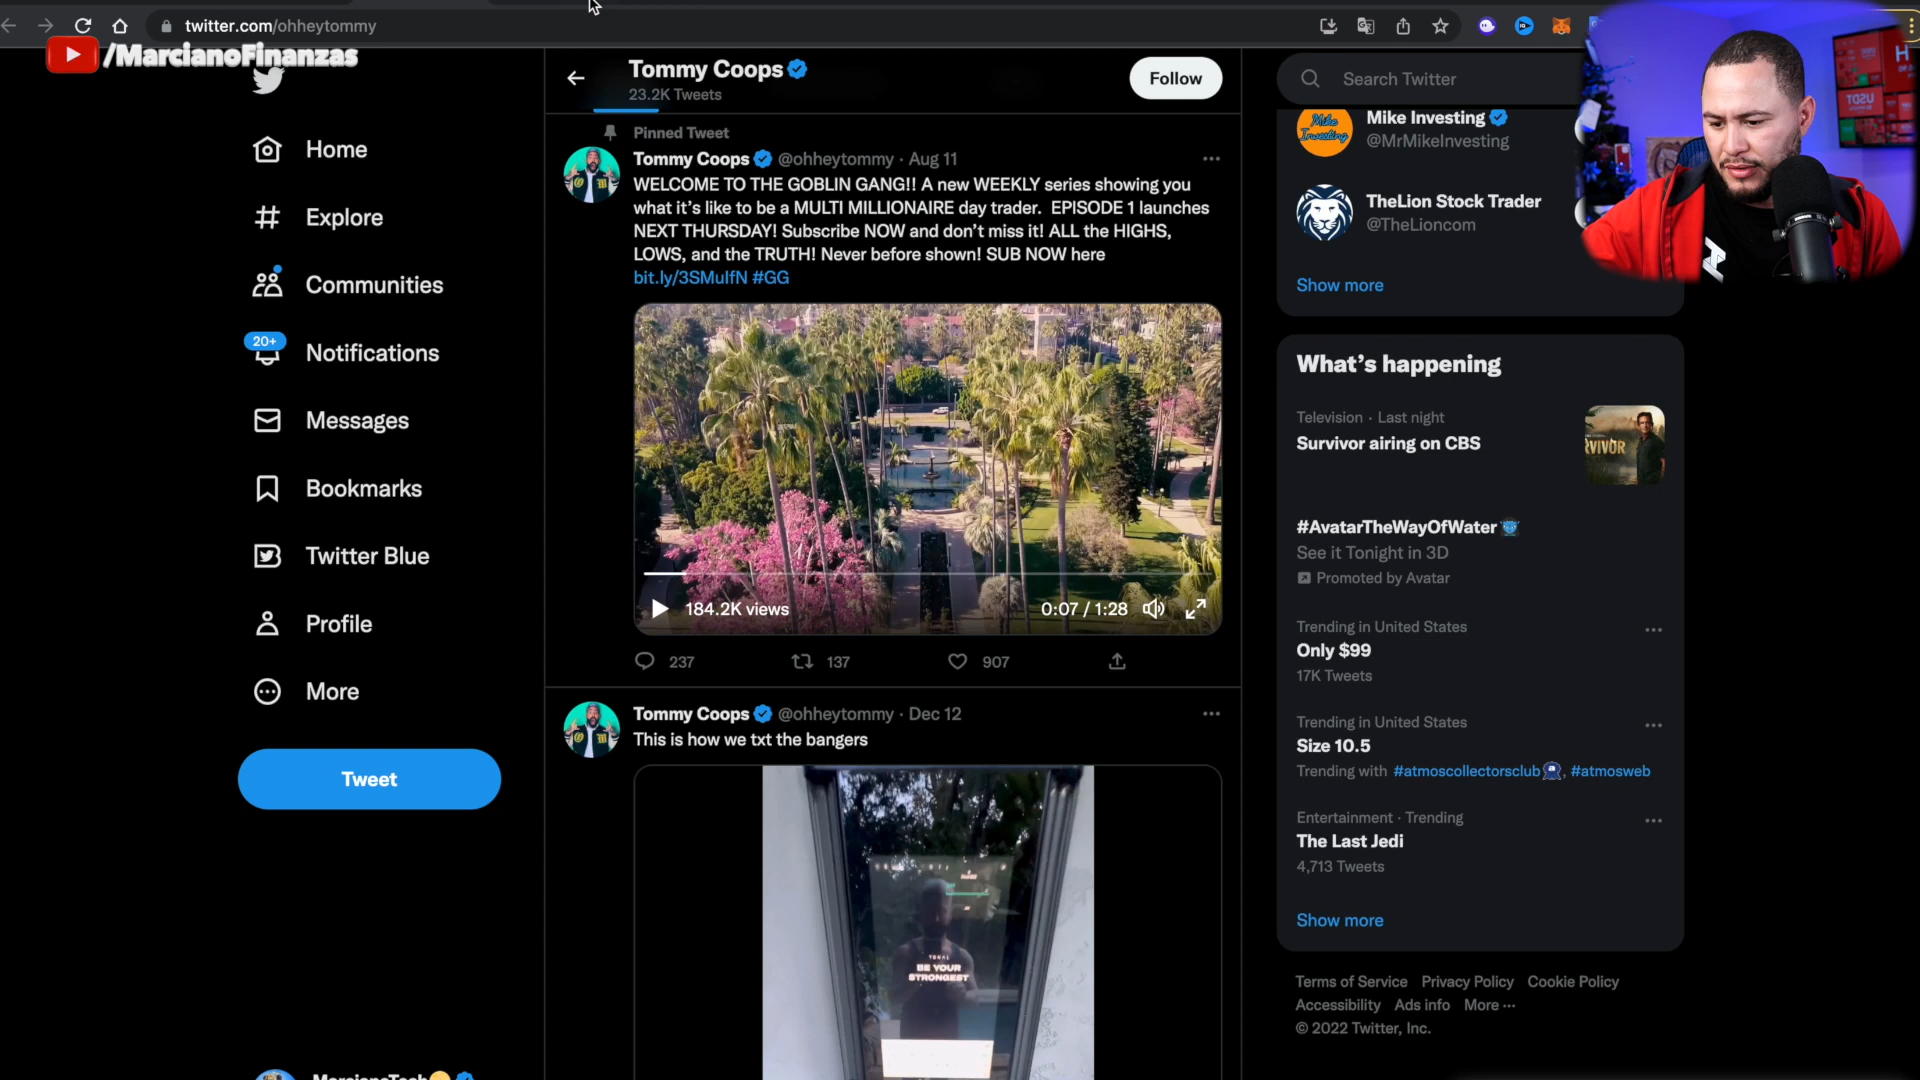 twitter.com/ohheytommy
/MarcianoFinanzas
Home
Explore
Communities
20+
Notifications
Messages
Bookmarks
Twitter Blue
Profile
More
Tweet
Tommy Coops
23.2K Tweets
Follow
Pinned Tweet
Tommy Coops @ohheytommy · Aug 11
WELCOME TO THE GOBLIN GANG!! A new WEEKLY series showing you
what it's like to be a MULTI MILLIONAIRE day trader. EPISODE 1 launches
NEXT THURSDAY! Subscribe NOW and don't miss it! ALL the HIGHS,
LOWS, and the TRUTH! Never before shown! SUB NOW here
bit.ly/3SMulfN #GG
184.2K views
0:07 / 1:28
237
137
907
Tommy Coops @ohheytommy · Dec 12
This is how we txt the bangers
TONAL
BE YOUR
STRONGEST
Search Twitter
Mike Investing
@MrMikeInvesting
TheLion Stock Trader
@TheLioncom
Show more
What's happening
Television · Last night
Survivor airing on CBS
#AvatarTheWayOfWater
See it Tonight in 3D
Promoted by Avatar
Trending in United States
Only $99
17K Tweets
Trending in United States
Size 10.5
Trending with #atmoscollectorsclub, #atmosweb
Entertainment · Trending
The Last Jedi
4,713 Tweets
Show more
Terms of Service Privacy Policy Cookie Policy
Accessibility Ads info More ···
© 2022 Twitter, Inc.
USDT